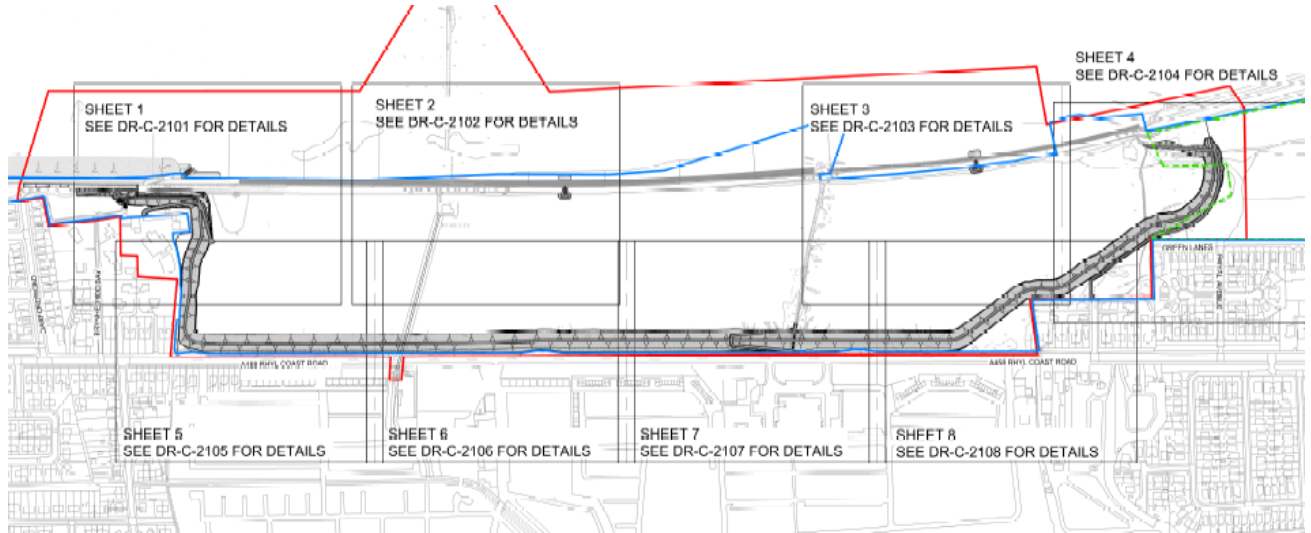 SHEET 1
SEE DR-C-2101 FOR DETAILS
SHEET 2
SEE DR-C-2102 FOR DETAILS
SHEET 3
SEE DR-C-2103 FOR DETAILS
SHEET 4
SEE DR-C-2104 FOR DETAILS
GREEN LANES
RHYL COAST ROAD
RHYL COAST ROAD
SHEET 5
SEE DR-C-2105 FOR DETAILS
SHEET 6
SEE DR-C-2106 FOR DETAILS
SHEET 7
SEE DR-C-2107 FOR DETAILS
SHEET 8
SEE DR-C-2108 FOR DETAILS